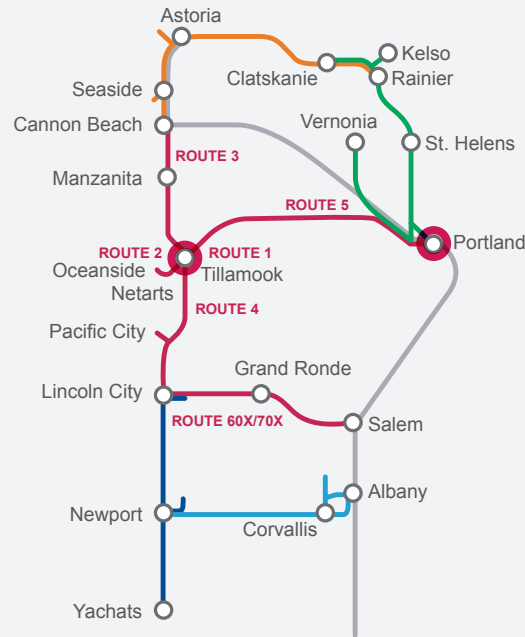 Astoria
Kelso
Clatskanie
Rainier
Seaside
Cannon Beach
Vernonia
St. Helens
ROUTE 3
Manzanita
ROUTE 5
Portland
ROUTE 2
ROUTE 1
Oceanside
Tillamook
Netarts
ROUTE 4
Pacific City
Grand Ronde
Lincoln City
ROUTE 60X/70X
Salem
Albany
Newport
Corvallis
Yachats